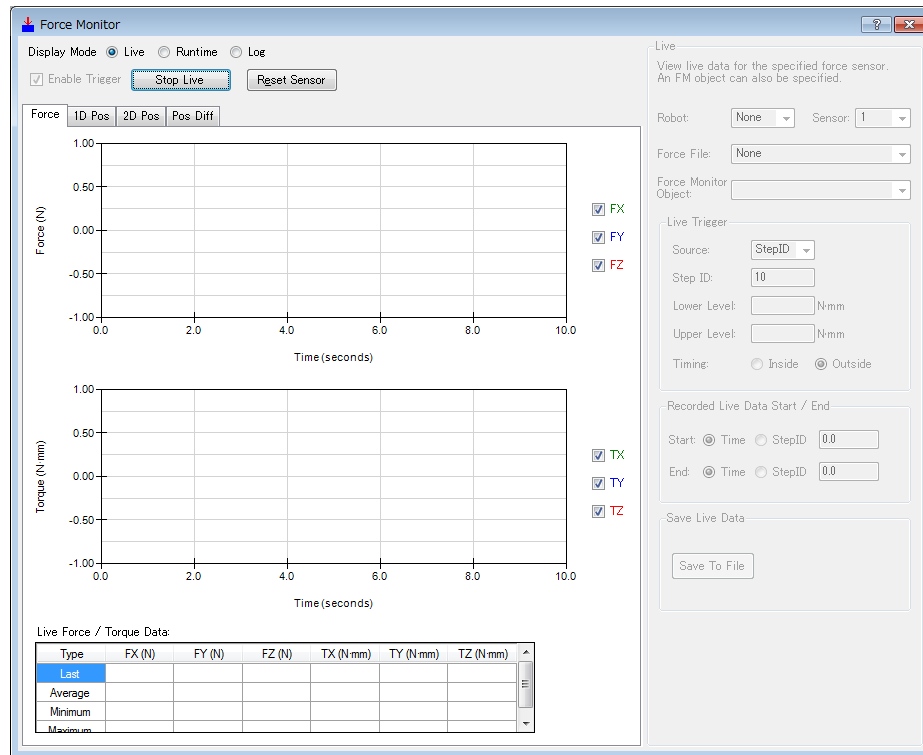 Force Monitor
Display Mode Live Runtime Log
Enable Trigger Stop Live Reset Sensor
Force 1D Pos 2D Pos Pos Diff
1.00
0.50
0.00
-0.50
-1.00
Force (N)
0.0 2.0 4.0 6.0 8.0 10.0
Time (seconds)
FX
FY
FZ
1.00
0.50
0.00
-0.50
-1.00
Torque (N·mm)
0.0 2.0 4.0 6.0 8.0 10.0
Time (seconds)
TX
TY
TZ
Live Force / Torque Data:
Type FX (N) FY (N) FZ (N) TX (N·mm) TY (N·mm) TZ (N·mm)
Last
Average
Minimum
Maximum
Live
View live data for the specified force sensor.
An FM object can also be specified.
Robot: None Sensor: 1
Force File: None
Force Monitor
Object:
Live Trigger
Source: StepID
Step ID: 10
Lower Level: N·mm
Upper Level: N·mm
Timing: Inside Outside
Recorded Live Data Start / End
Start: Time StepID 0.0
End: Time StepID 0.0
Save Live Data
Save To File